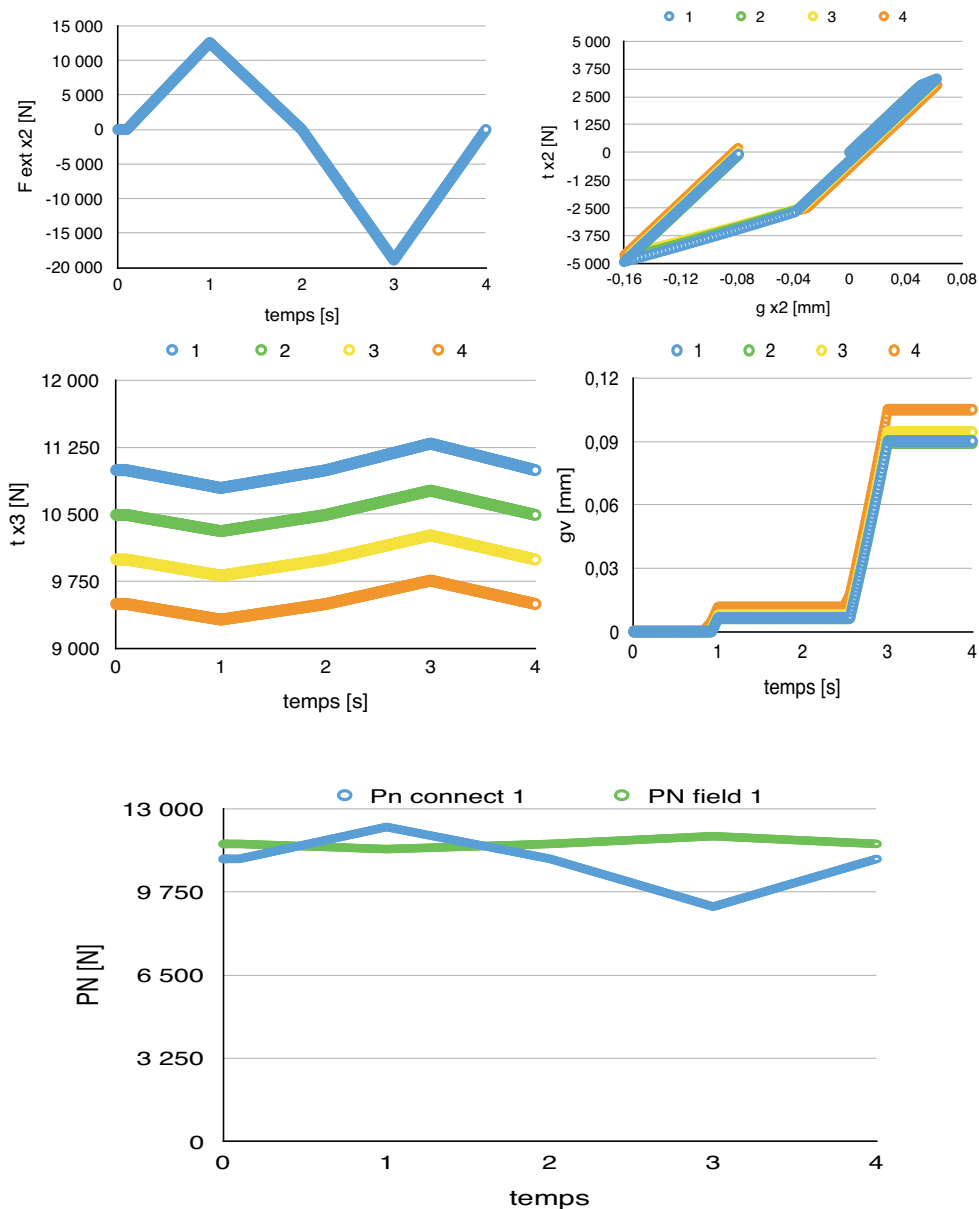 F ext x2 [N]
15 000
10 000
5 000
0
-5 000
-10 000
-15 000
-20 000
0 1 2 3 4
temps [s]
1 2 3 4
t x2 [N]
5 000
3 750
2 500
1 250
0
-1 250
-2 500
-3 750
-5 000
-0,16 -0,12 -0,08 -0,04 0 0,04 0,08
g x2 [mm]
1 2 3 4
t x3 [N]
12 000
11 250
10 500
9 750
9 000
0 1 2 3 4
temps [s]
1 2 3 4
gv [mm]
0,12
0,09
0,06
0,03
0
0 1 2 3 4
temps [s]
Pn connect 1 PN field 1
PN [N]
13 000
9 750
6 500
3 250
0
0 1 2 3 4
temps